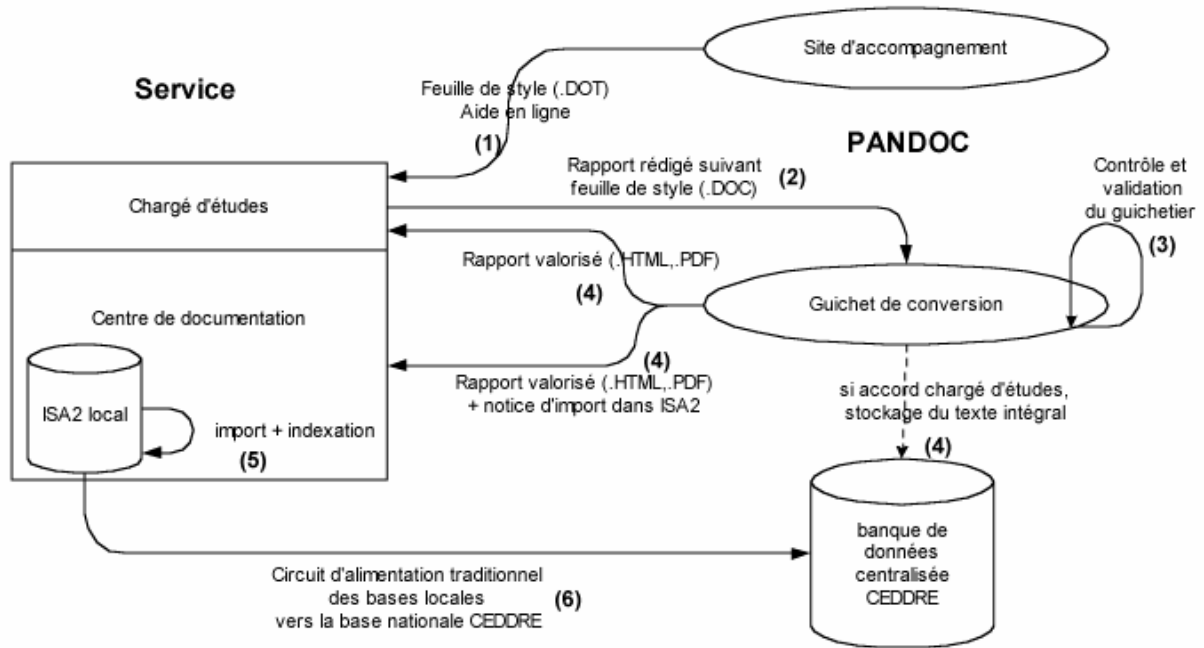 Site d'accompagnement
Service
Feuille de style (.DOT)
Aide en ligne
(1)
PANDOC
Rapport rédigé suivant
feuille de style (.DOC)
(2)
Contrôle et
validation
du guichetier
(3)
Chargé d'études
Rapport valorisé (.HTML,.PDF)
(4)
Guichet de conversion
Centre de documentation
(4)
Rapport valorisé (.HTML,.PDF)
+ notice d'import dans ISA2
si accord chargé d'études,
stockage du texte intégral
(4)
ISA2 local
import + indexation
(5)
banque de
données
centralisée
CEDDRE
Circuit d'alimentation traditionnel
des bases locales
vers la base nationale CEDDRE
(6)